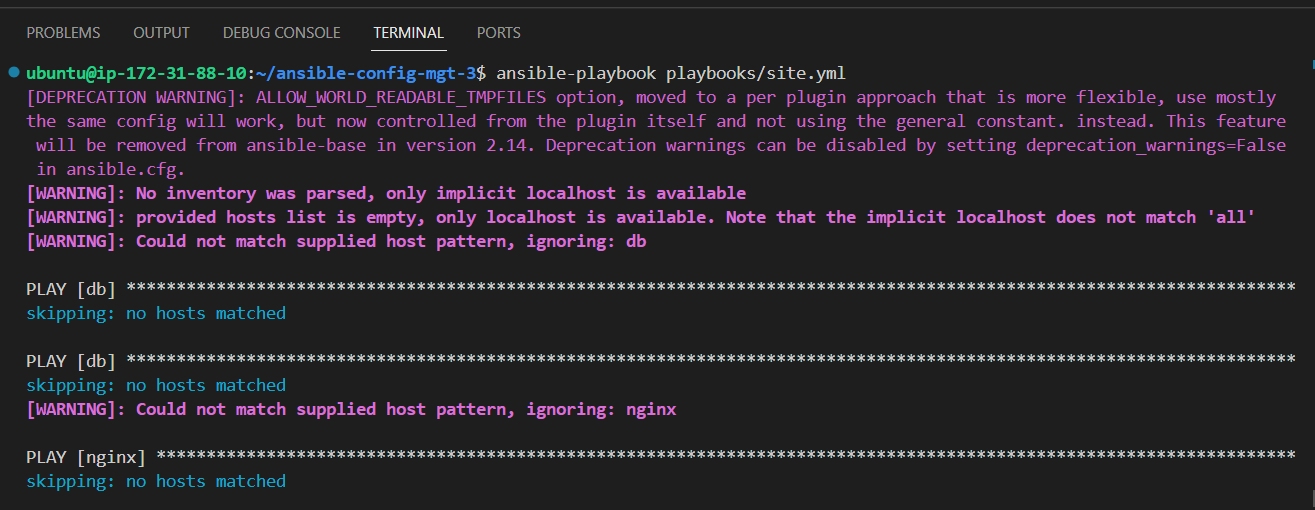 PROBLEMS OUTPUT DEBUG CONSOLE TERMINAL PORTS
ubuntu@ip-172-31-88-10:~/ansible-config-mgt-3$ ansible-playbook playbooks/site.yml
[DEPRECATION WARNING]: ALLOW_WORLD_READABLE_TMPFILES option, moved to a per plugin approach that is more flexible, use mostly
the same config will work, but now controlled from the plugin itself and not using the general constant. instead. This feature
will be removed from ansible-base in version 2.14. Deprecation warnings can be disabled by setting deprecation_warnings=False
in ansible.cfg.
[WARNING]: No inventory was parsed, only implicit localhost is available
[WARNING]: provided hosts list is empty, only localhost is available. Note that the implicit localhost does not match 'all'
[WARNING]: Could not match supplied host pattern, ignoring: db
PLAY [db] *********************************************************************************************************************
skipping: no hosts matched
PLAY [db] *********************************************************************************************************************
skipping: no hosts matched
[WARNING]: Could not match supplied host pattern, ignoring: nginx
PLAY [nginx] ******************************************************************************************************************
skipping: no hosts matched